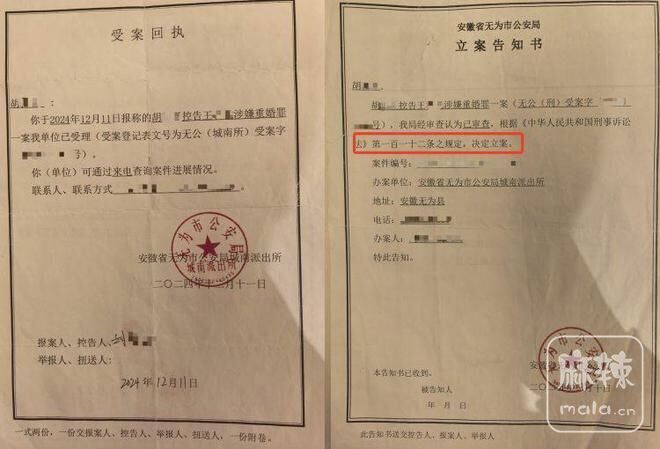 受案回执
胡
你于2024年12月11日报称的胡 控告王 涉嫌重婚罪
一案我单位已受理（受案登记表文号为无公（城南所）受案字
号）。
你（单位）可通过来电查询案件进展情况。
联系人、联系方式
无为市公安局
城南派出所
安徽省无为市公安局城南派出所
二〇二四年十二月十一日
报案人、控告人
举报人、扭送人：
2024年12月11日
一式两份，一份交报案人、控告人、举报人、扭送人，一份附卷。
安徽省无为市公安局
立案告知书
胡
胡 控告王 涉嫌重婚罪一案（无公（刑）受案字
号），我局经审查认为已审查，根据《中华人民共和国刑事诉讼
法》第一百一十二条之规定，决定立案。
案件编号：
办案单位：安徽省无为市公安局城南派出所
地址：安徽无为县
电话：
办案人：
特此告知。
本告知书已收到。
被告知人
年 月 日
此告知书送交控告人、报案人、举报人
麻辣
mala.cn